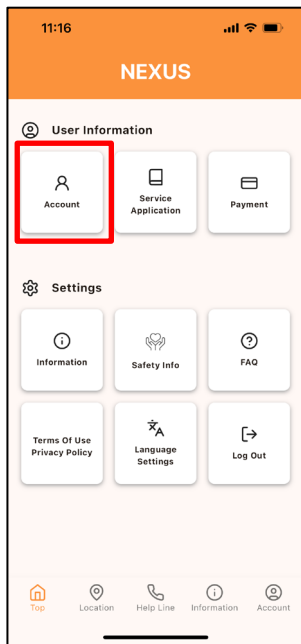 11:16
NEXUS
User Information
Account
Service
Application
Payment
Settings
Information
Safety Info
FAQ
Terms Of Use
Privacy Policy
Language
Settings
Log Out
Top
Location
Help Line
Information
Account